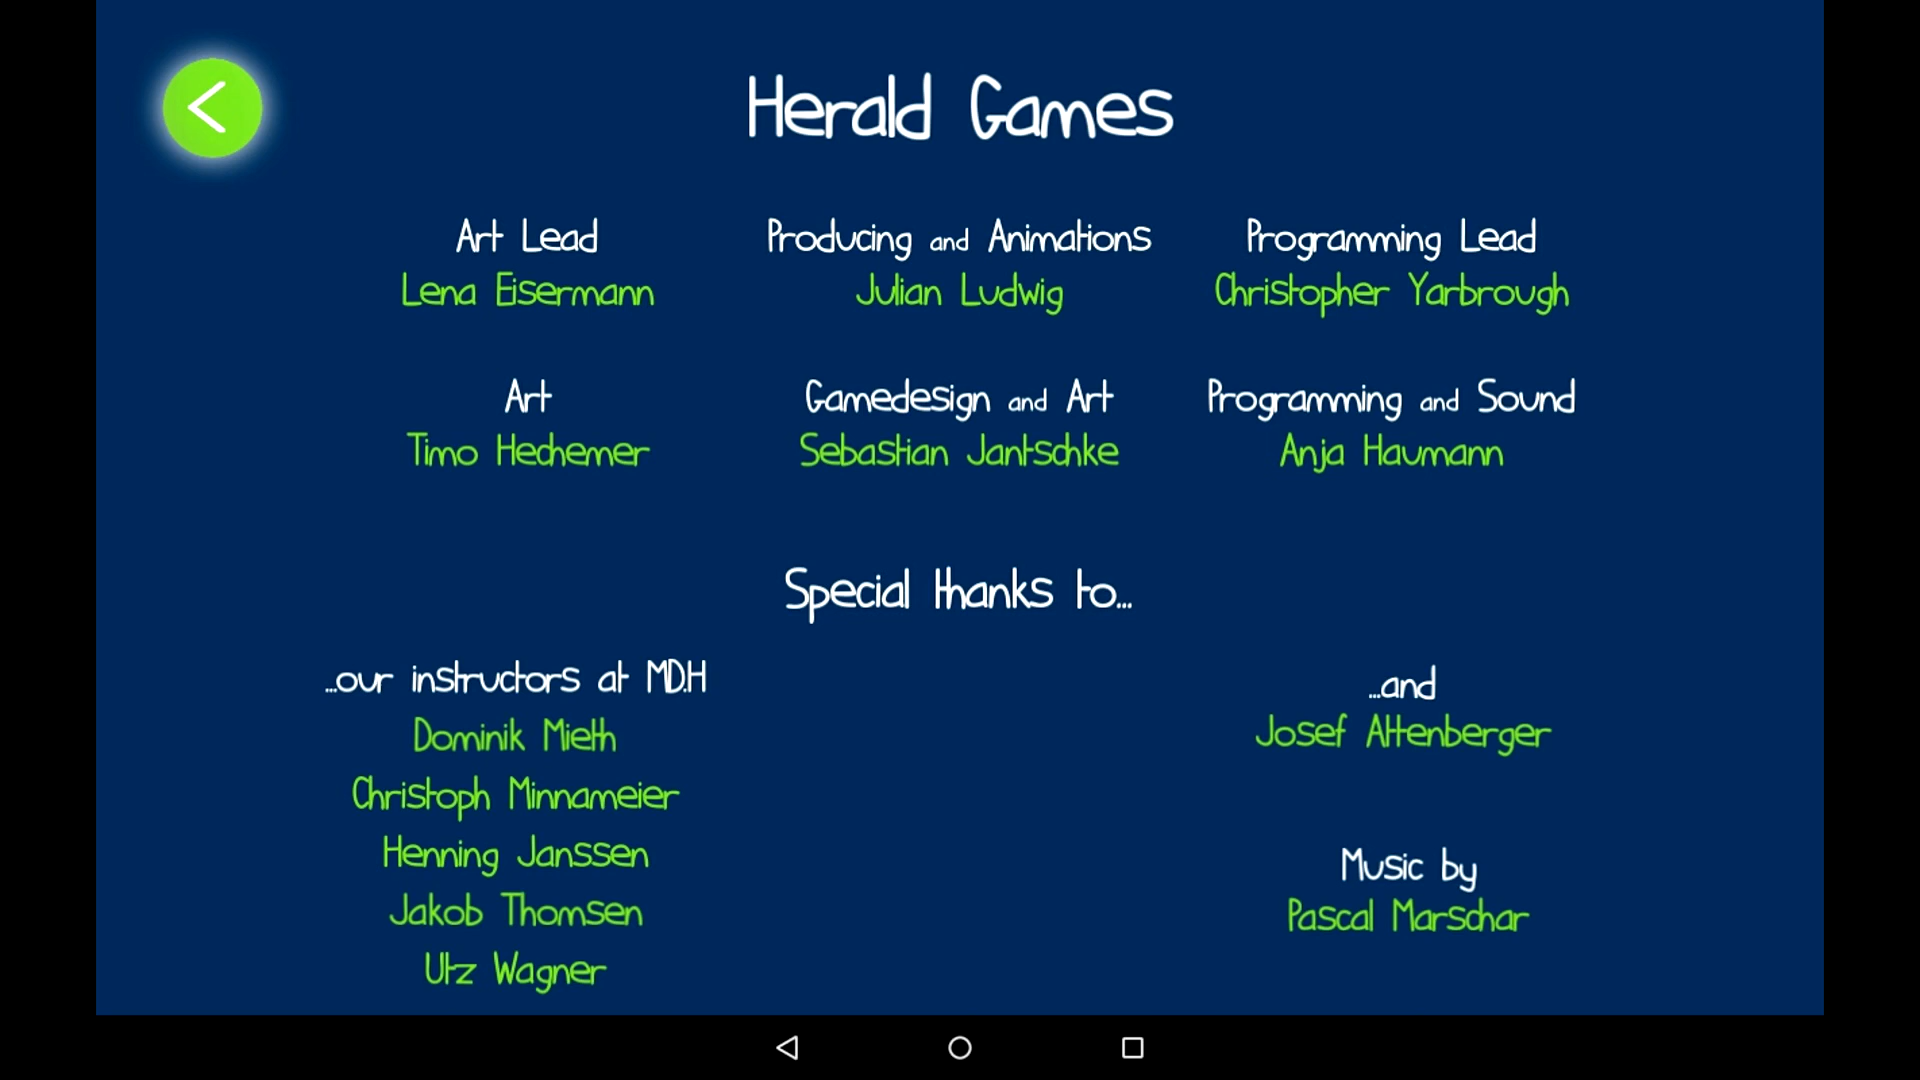 Herald Games
Art Lead
Lena Eisermann
Producing and Animations
Julian Ludwig
Programming Lead
Christopher Yarbrough
Art
Timo Hechemer
Gamedesign and Art
Sebastian Jantschke
Programming and Sound
Anja Haumann
Special thanks to...
...our instructors at MD.H
Dominik Mieth
Christoph Minnameier
Henning Janssen
Jakob Thomsen
Utz Wagner
...and
Josef Attenberger
Music by
Pascal Marschar